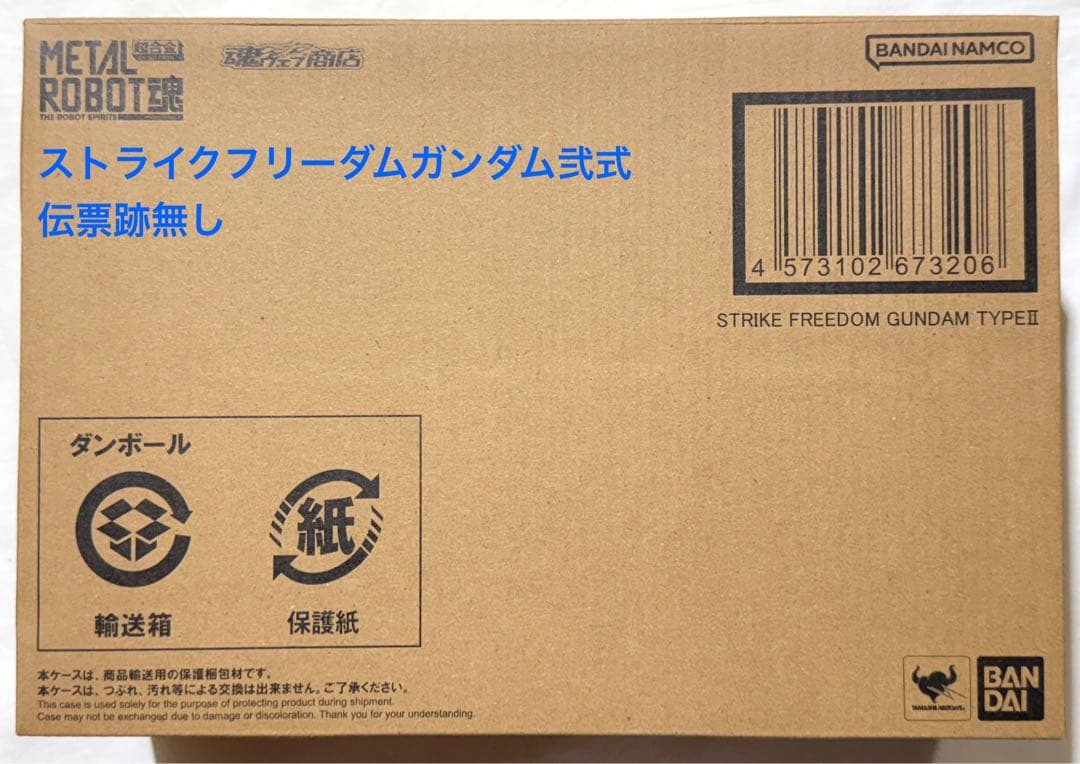 METAL 超合金
ROBOT魂
THE ROBOT SPIRITS
魂ウェブ商店
BANDAI NAMCO
ストライクフリーダムガンダム弐式
伝票跡無し
4 573102 673206
STRIKE FREEDOM GUNDAM TYPEⅡ
ダンボール
紙
輸送箱
保護紙
本ケースは、商品輸送用の保護梱包材です。
本ケースは、つぶれ、汚れ等による交換は出来ません。ご了承ください。
This case is used solely for the purpose of protecting product during shipment.
Case may not be exchanged due to damage or discoloration. Thank you for your understanding.
TAMASHII NATIONS
BAN
DAI